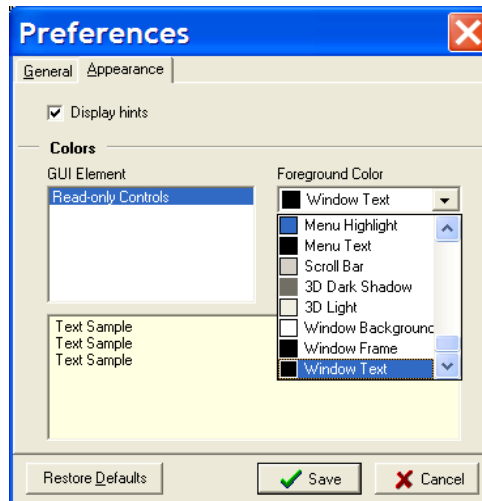 Preferences
General Appearance
Display hints
Colors
GUI Element
Foreground Color
Read-only Controls
Window Text
Menu Highlight
Menu Text
Scroll Bar
3D Dark Shadow
3D Light
Window Backgrounc
Window Frame
Window Text
Text Sample
Text Sample
Text Sample
Restore Defaults
Save
Cancel